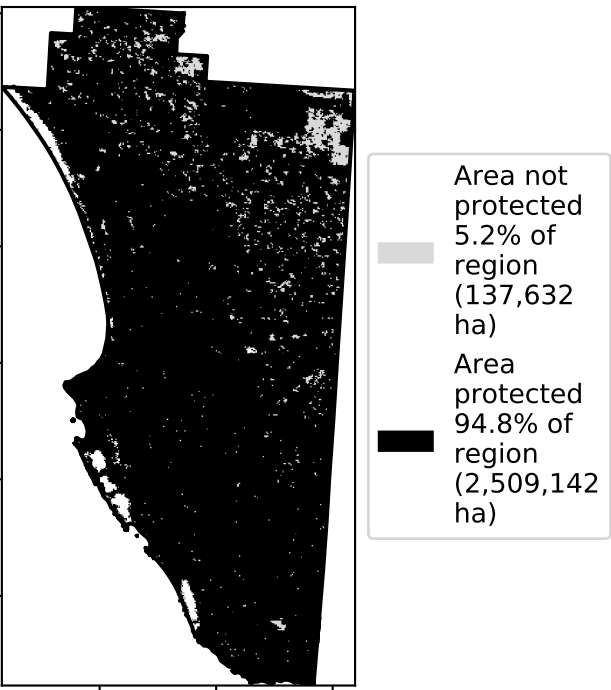 Area not
protected
5.2% of
region
(137,632
ha)
Area
protected
94.8% of
region
(2,509,142
ha)